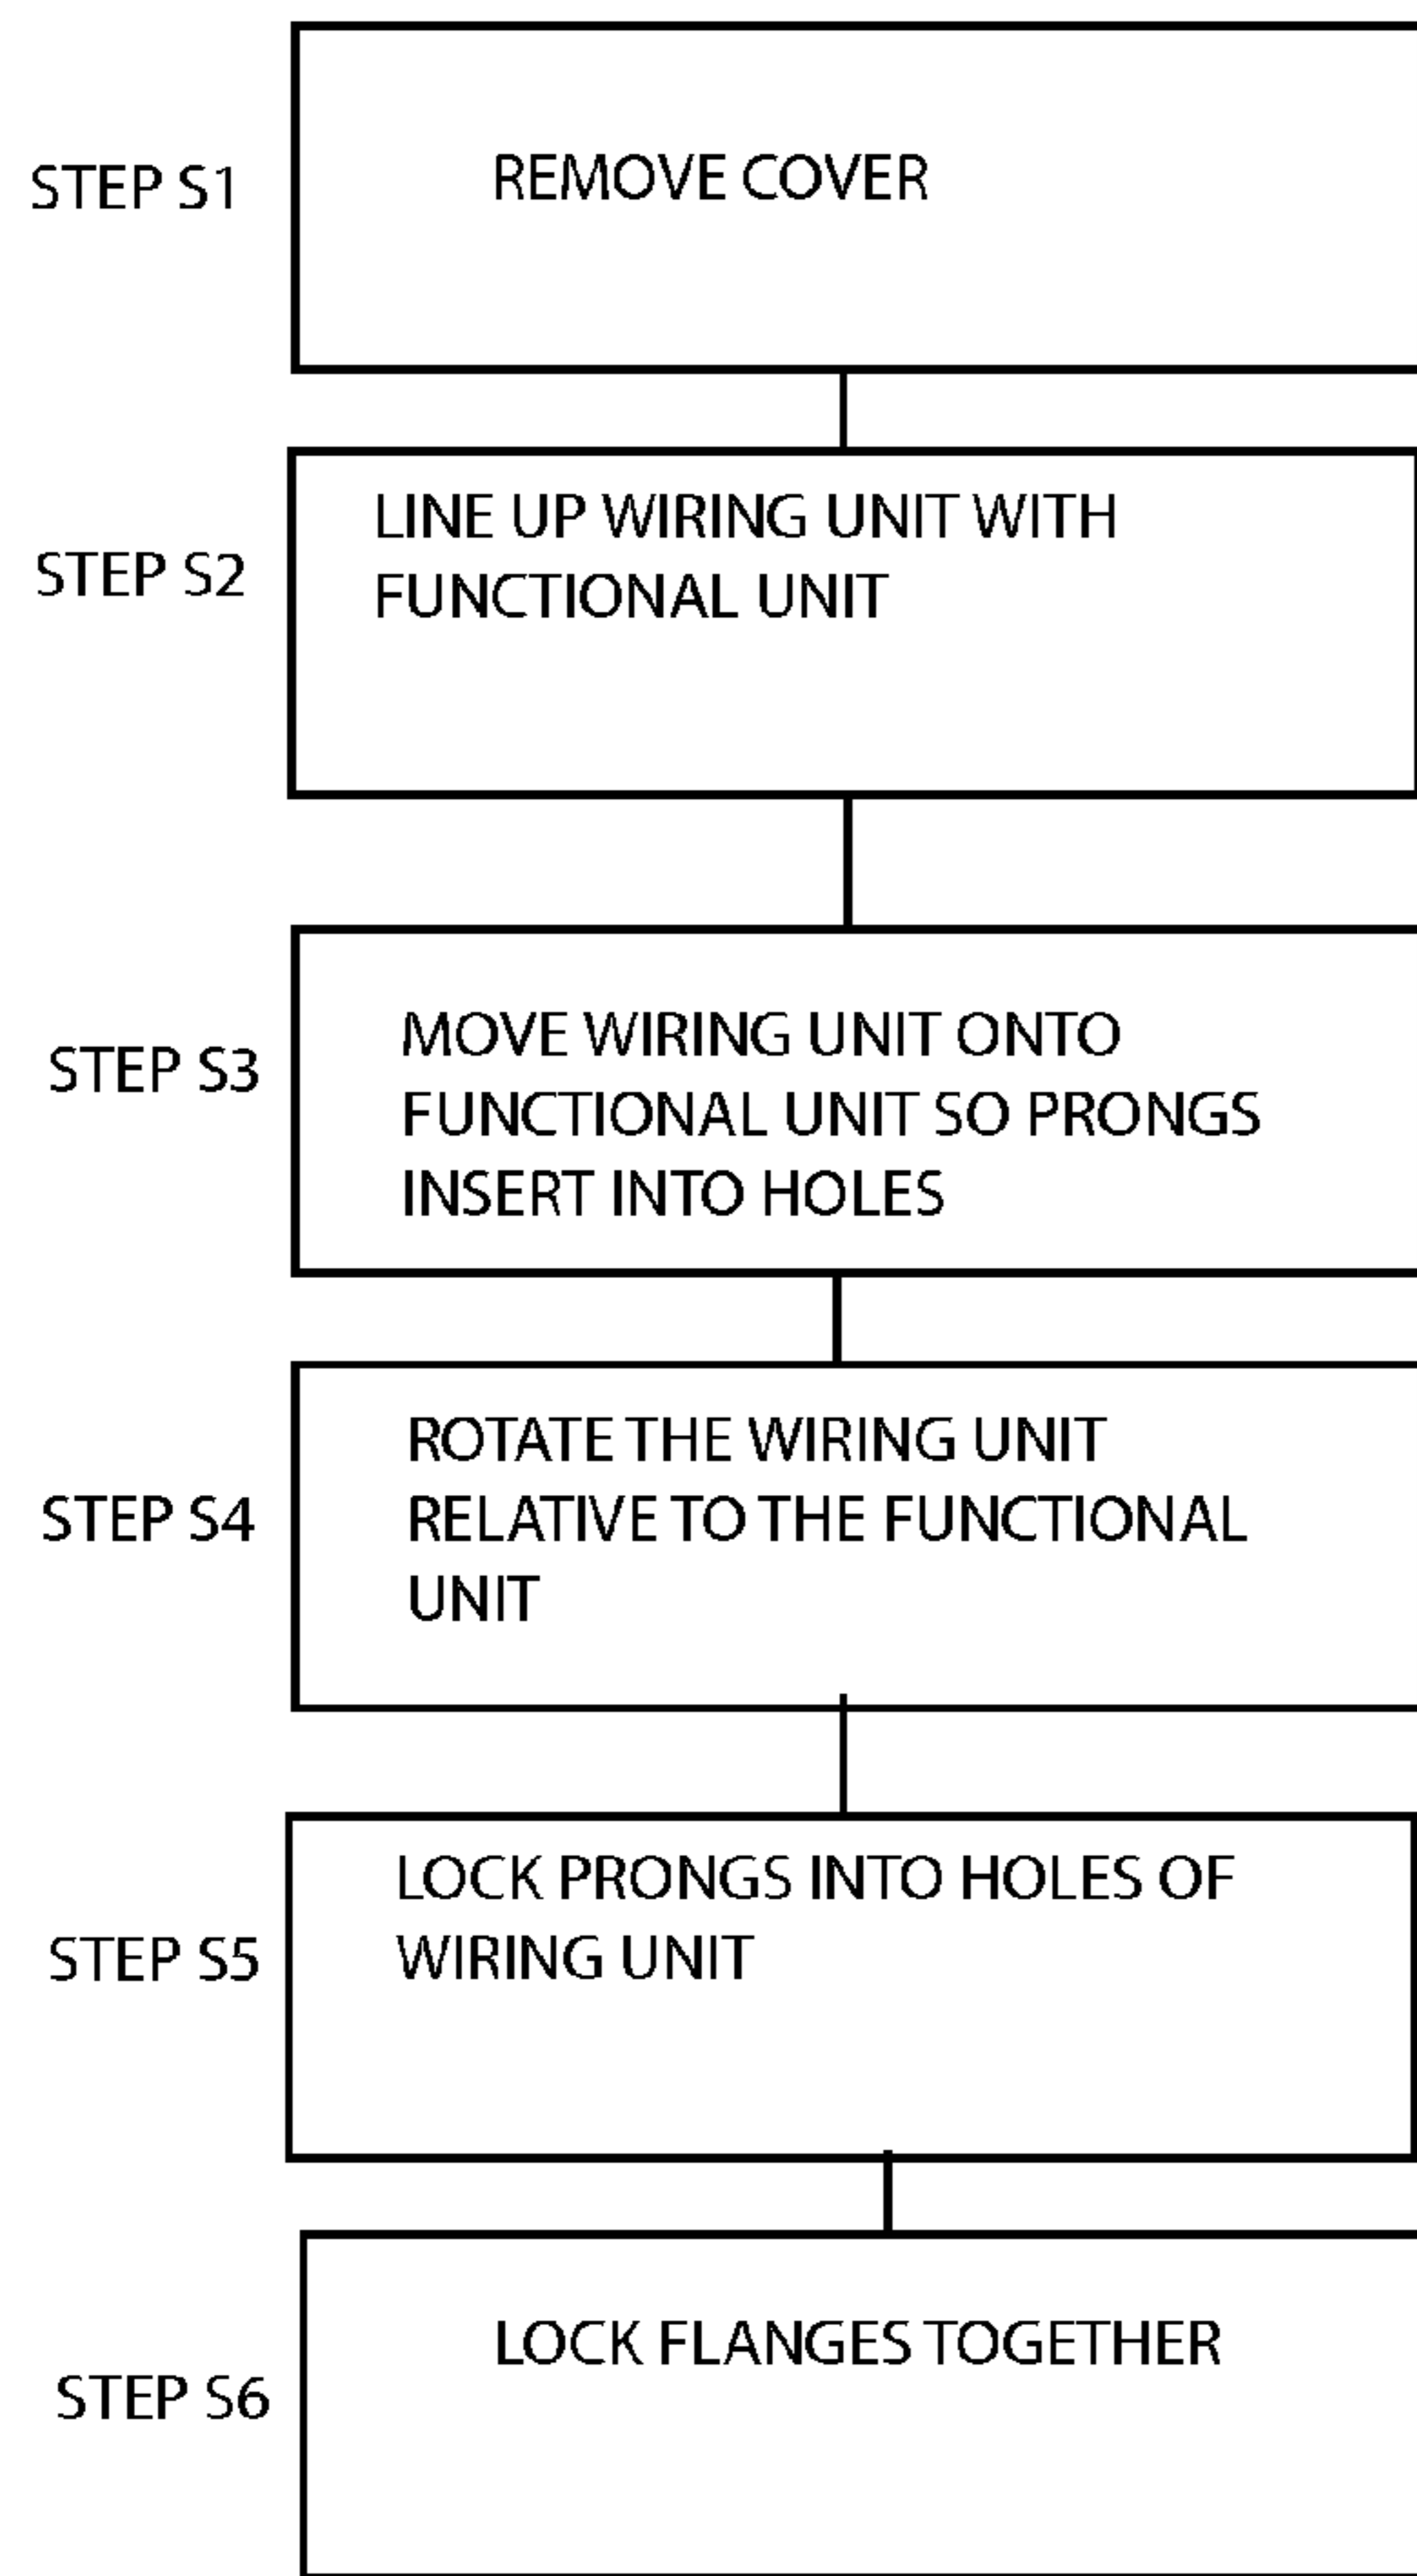 STEP S1
REMOVE COVER
STEP S2
LINE UP WIRING UNIT WITH
FUNCTIONAL UNIT
STEP S3
MOVE WIRING UNIT ONTO
FUNCTIONAL UNIT SO PRONGS
INSERT INTO HOLES
STEP S4
ROTATE THE WIRING UNIT
RELATIVE TO THE FUNCTIONAL
UNIT
STEP S5
LOCK PRONGS INTO HOLES OF
WIRING UNIT
STEP S6
LOCK FLANGES TOGETHER